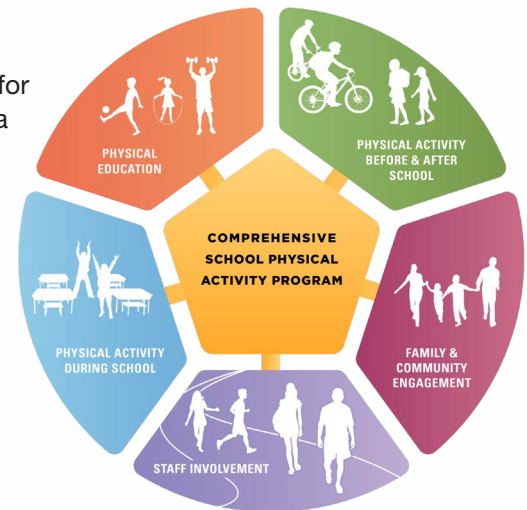 for
a
PHYSICAL
EDUCATION
PHYSICAL ACTIVITY
BEFORE & AFTER
SCHOOL
COMPREHENSIVE
SCHOOL PHYSICAL
ACTIVITY PROGRAM
PHYSICAL ACTIVITY
DURING SCHOOL
FAMILY &
COMMUNITY
ENGAGEMENT
STAFF INVOLVEMENT